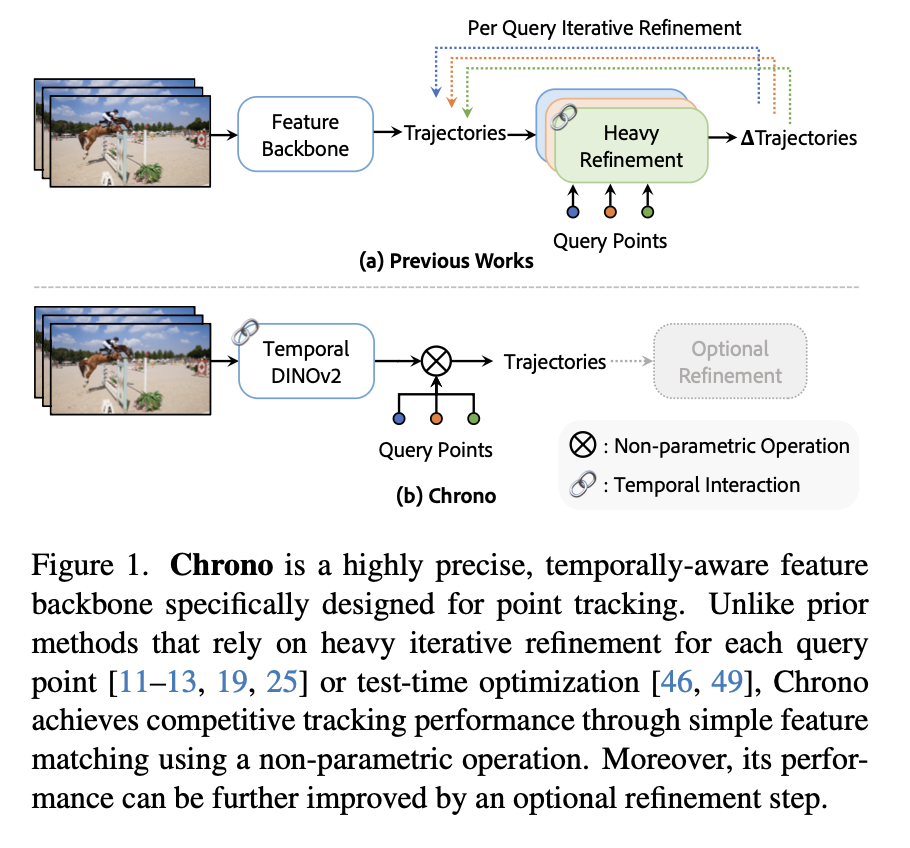 Per Query Iterative Refinement
Feature
Backbone
Trajectories
Heavy
Refinement
ΔTrajectories
Query Points
(a) Previous Works
Temporal
DINOv2
Trajectories
Optional
Refinement
Query Points
: Non-parametric Operation
: Temporal Interaction
(b) Chrono
Figure 1. Chrono is a highly precise, temporally-aware feature
backbone specifically designed for point tracking. Unlike prior
methods that rely on heavy iterative refinement for each query
point [11–13, 19, 25] or test-time optimization [46, 49], Chrono
achieves competitive tracking performance through simple feature
matching using a non-parametric operation. Moreover, its perfor-
mance can be further improved by an optional refinement step.